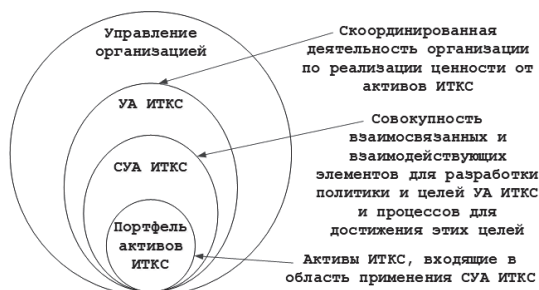 Управление
организацией
УА ИТКС
СУА ИТКС
Портфель
активов
ИТКС
Скоординированная
деятельность организации
по реализации ценности от
активов ИТКС
Совокупность
взаимосвязанных и
взаимодействующих
элементов для разработки
политики и целей УА ИТКС
и процессов для
достижения этих целей
Активы ИТКС, входящие в
область применения СУА ИТКС